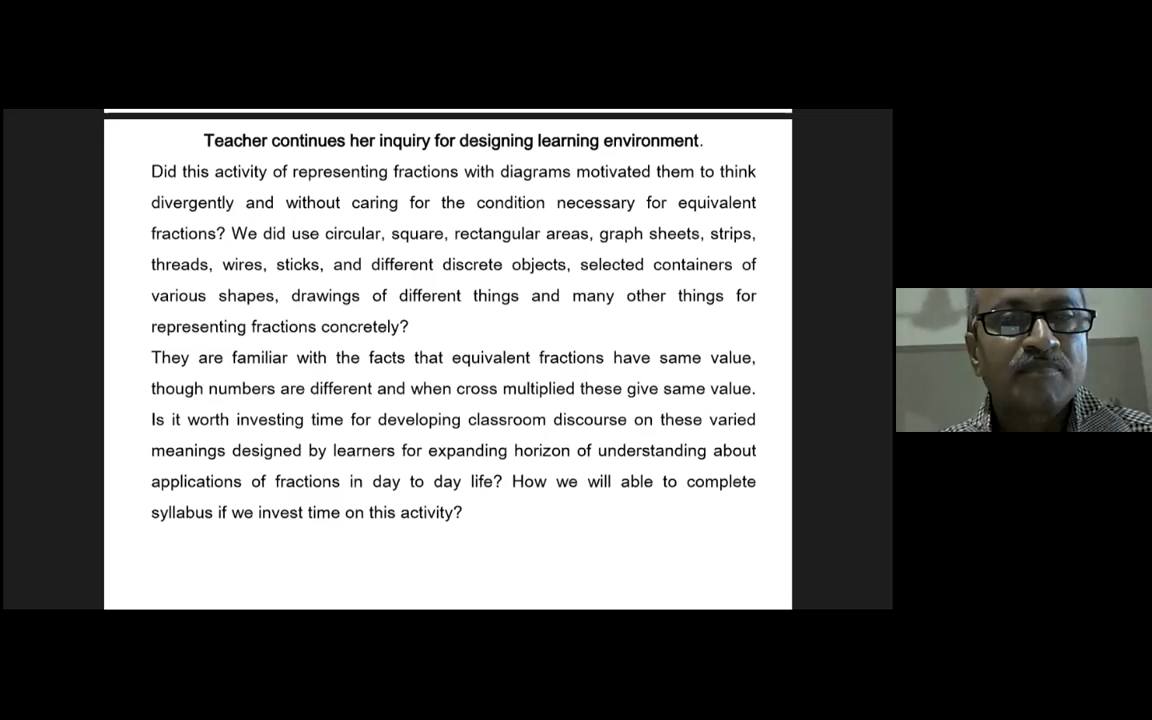 Teacher continues her inquiry for designing learning environment.
Did this activity of representing fractions with diagrams motivated them to think
divergently and without caring for the condition necessary for equivalent
fractions? We did use circular, square, rectangular areas, graph sheets, strips,
threads, wires, sticks, and different discrete objects, selected containers of
various shapes, drawings of different things and many other things for
representing fractions concretely?
They are familiar with the facts that equivalent fractions have same value,
though numbers are different and when cross multiplied these give same value.
Is it worth investing time for developing classroom discourse on these varied
meanings designed by learners for expanding horizon of understanding about
applications of fractions in day to day life? How we will able to complete
syllabus if we invest time on this activity?